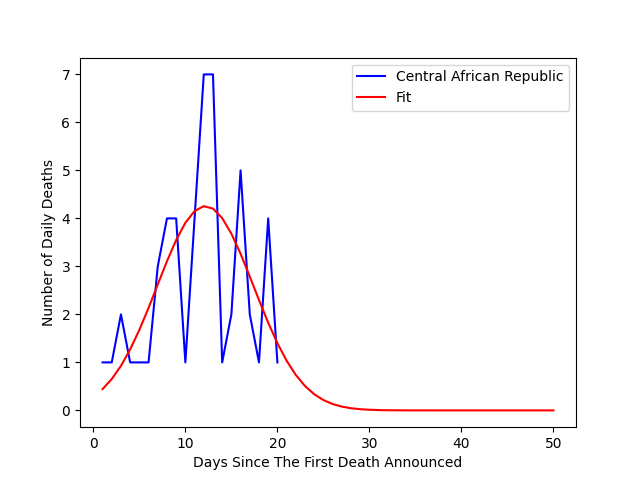 Central African Republic
Fit
Number of Daily Deaths
7
6
5
4
3
2
1
0
0 10 20 30 40 50
Days Since The First Death Announced